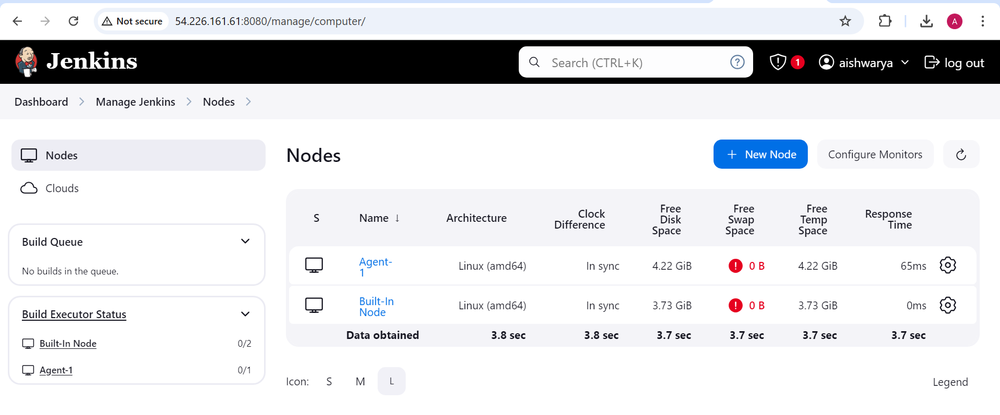 Not secure 54.226.161.61:8080/manage/computer/
A
Jenkins
Search (CTRL+K)
?
1
aishwarya
log out
Dashboard
Manage Jenkins
Nodes
Nodes
Clouds
Build Queue
No builds in the queue.
Build Executor Status
Built-In Node 0/2
Agent-1 0/1
Nodes
+ New Node
Configure Monitors
S
Name ↓
Architecture
Clock
Difference
Free
Disk
Space
Free
Swap
Space
Free
Temp
Space
Response
Time
Agent-
1
Linux (amd64)
In sync
4.22 GiB
! 0 B
4.22 GiB
65ms
Built-In
Node
Linux (amd64)
In sync
3.73 GiB
! 0 B
3.73 GiB
0ms
Data obtained 3.8 sec 3.8 sec 3.7 sec 3.7 sec 3.7 sec 3.7 sec
Icon: S M L
Legend